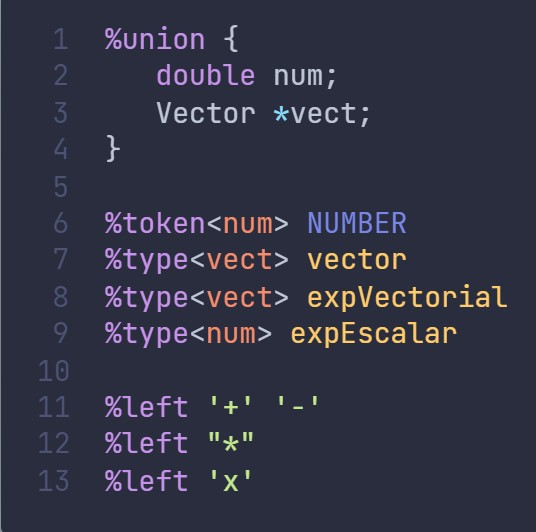 1 %union {
2 double num;
3 Vector *vect;
4 }
5
6 %token<num> NUMBER
7 %type<vect> vector
8 %type<vect> expVectorial
9 %type<num> expEscalar
10
11 %left '+' '-'
12 %left "*"
13 %left 'x'